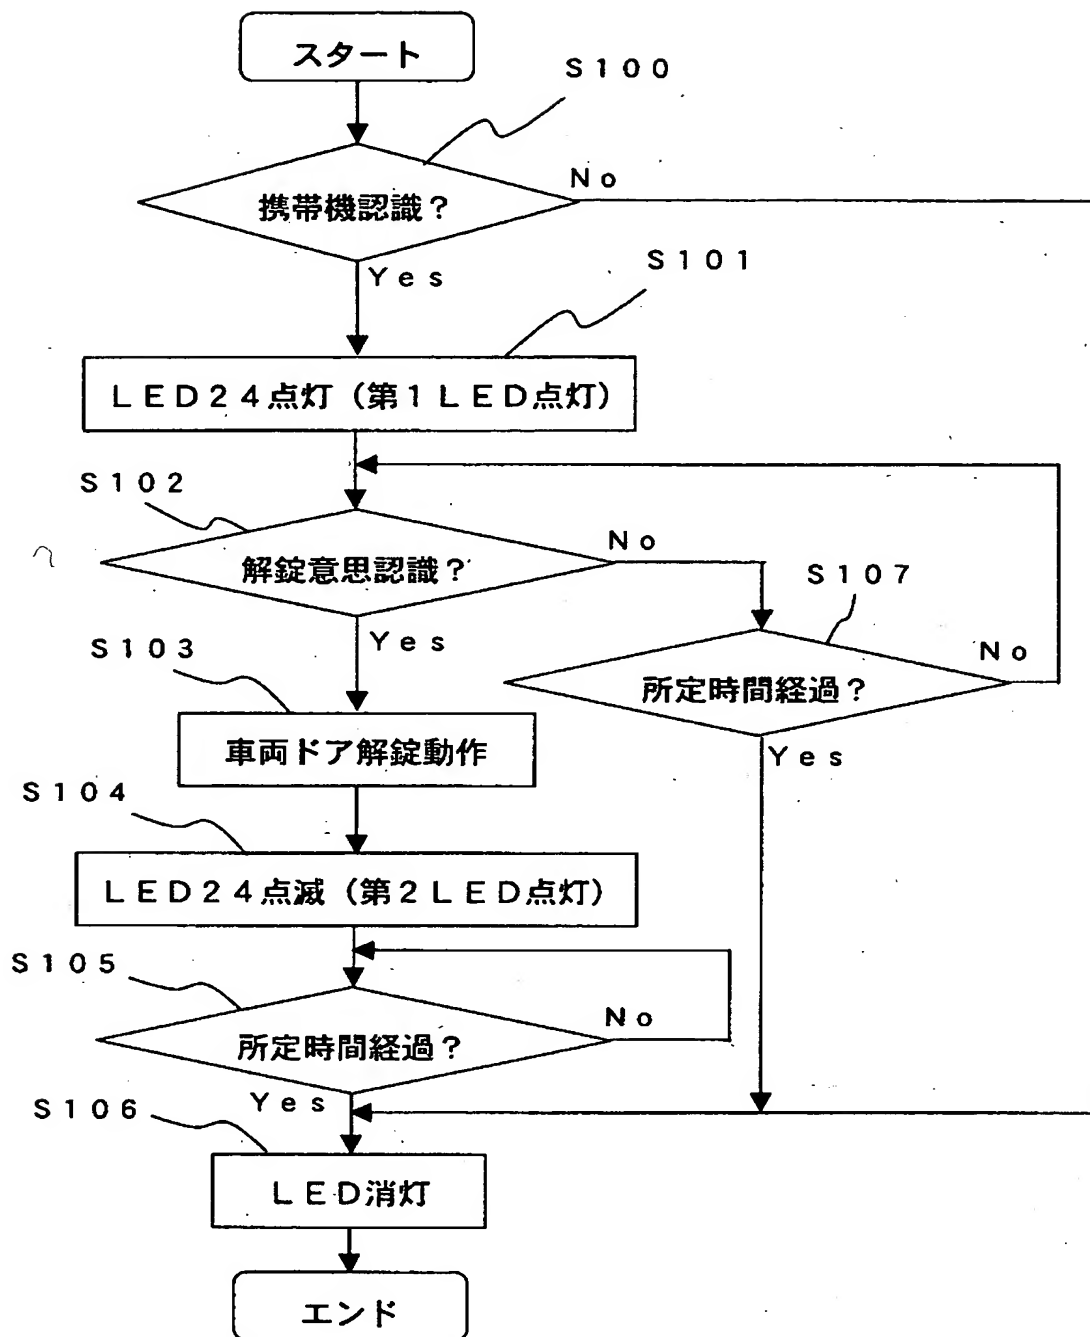 スタート
S100
携帯機認識?
No
Yes
S101
LED24点灯(第1LED点灯)
S102
解錠意思認識?
No
S107
Yes
所定時間経過?
No
S103
車両ドア解錠動作
Yes
S104
LED24点滅(第2LED点灯)
S105
所定時間経過?
No
Yes
S106
LED消灯
エンド